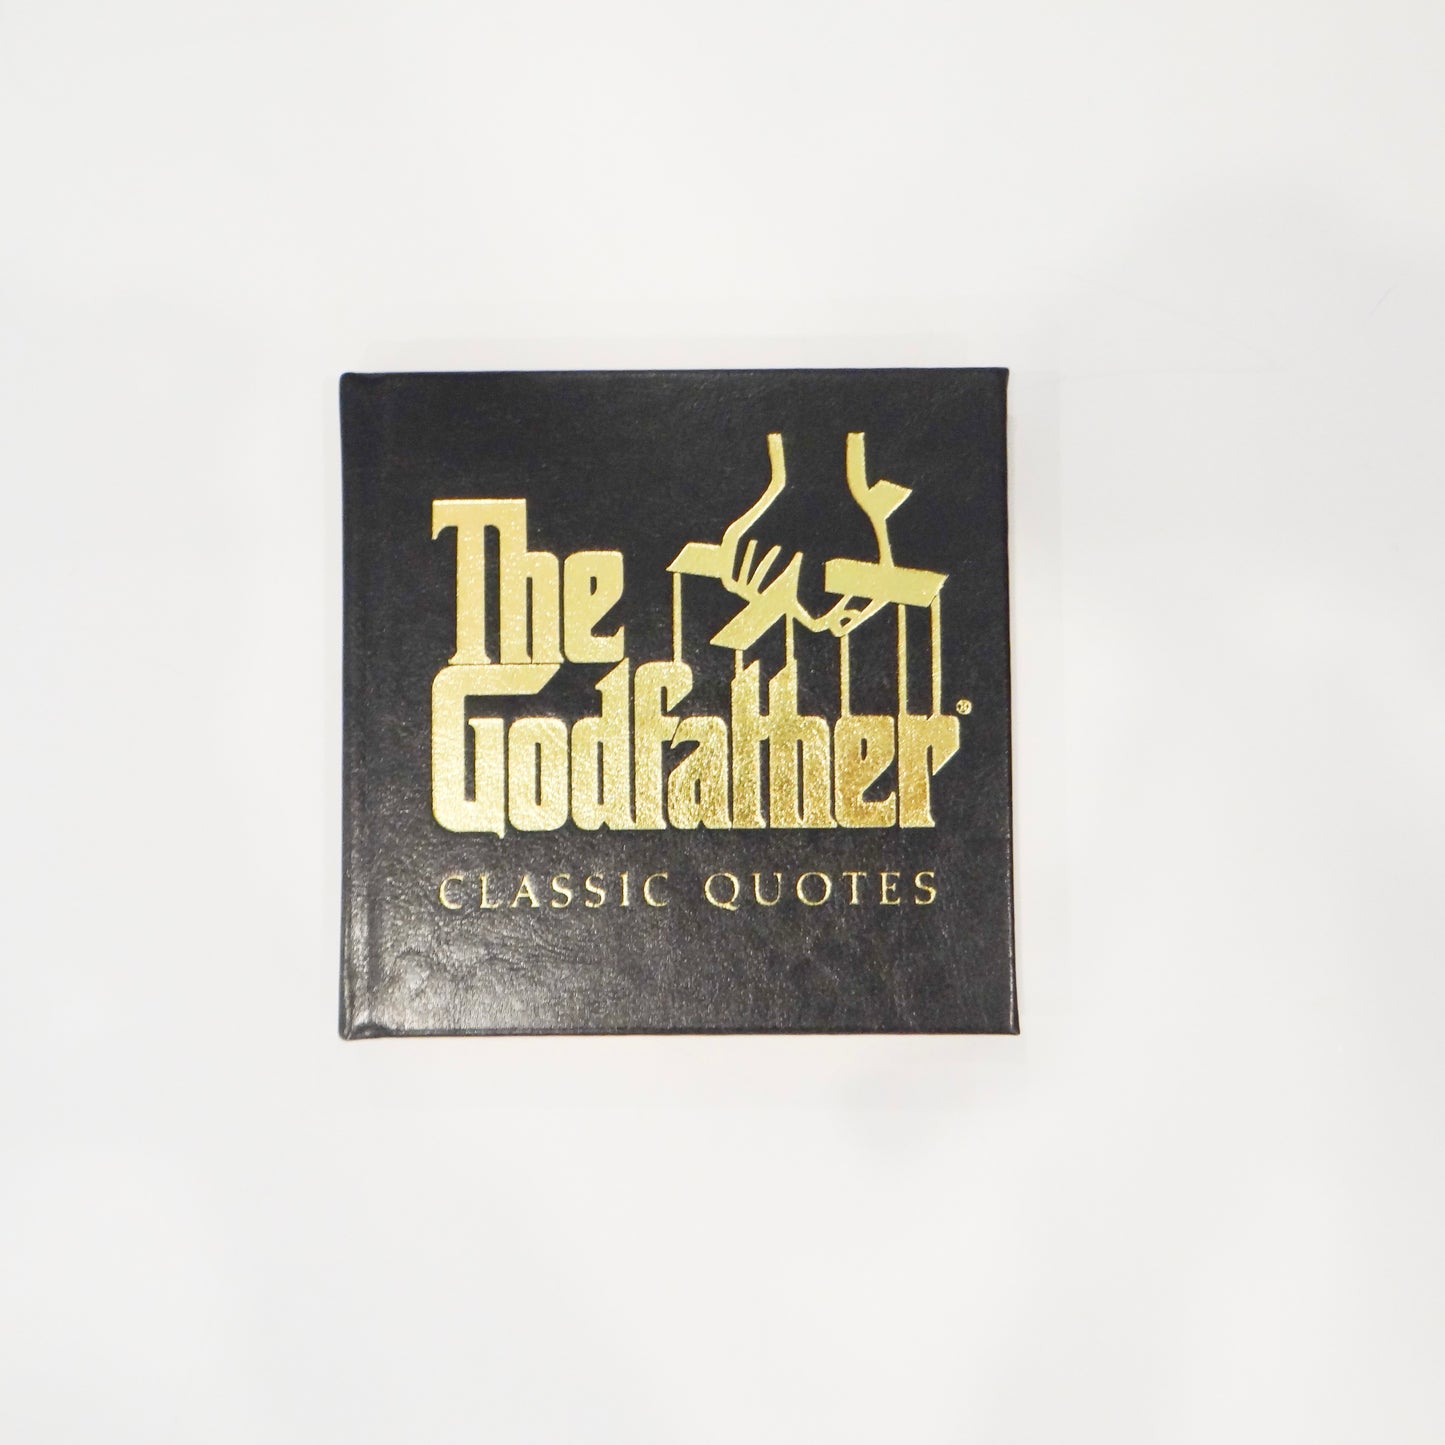 The
Godfather®
CLASSIC QUOTES